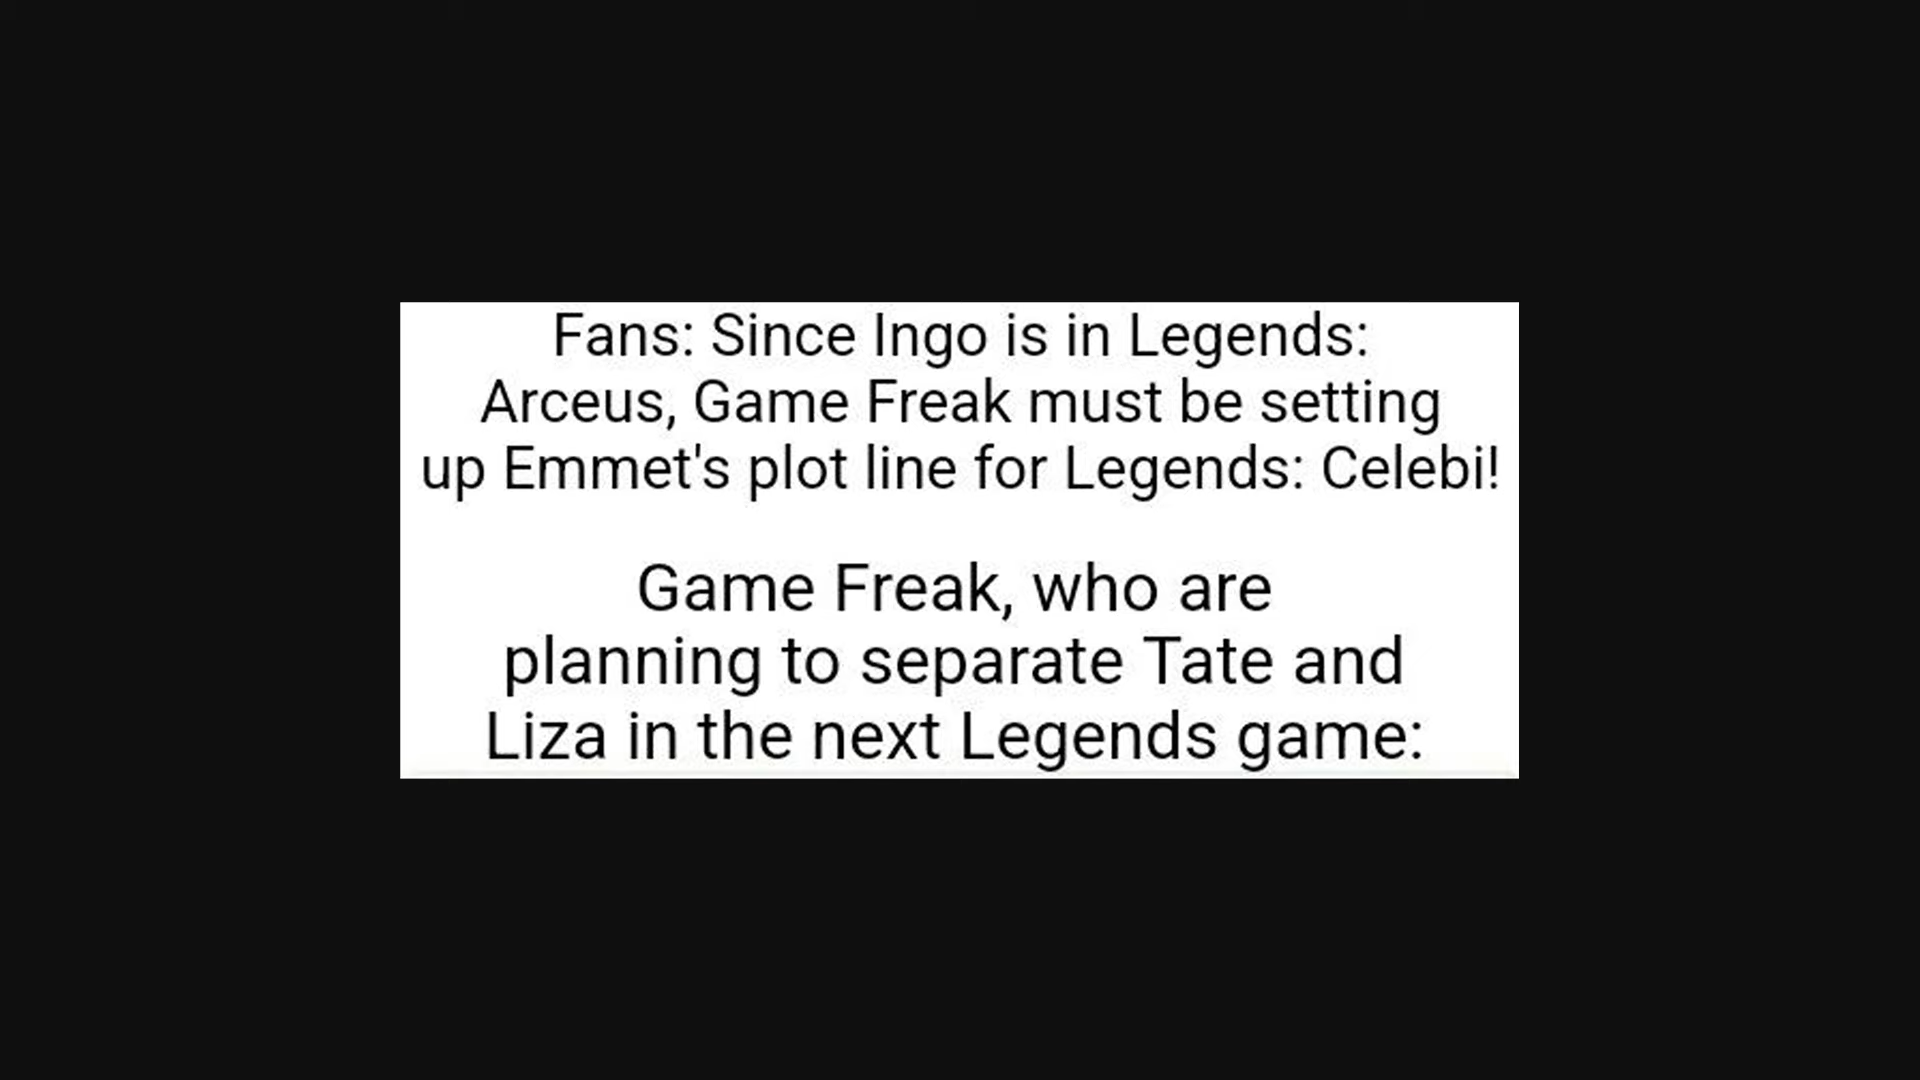 Fans: Since Ingo is in Legends:
Arceus, Game Freak must be setting
up Emmet's plot line for Legends: Celebi!
Game Freak, who are
planning to separate Tate and
Liza in the next Legends game: